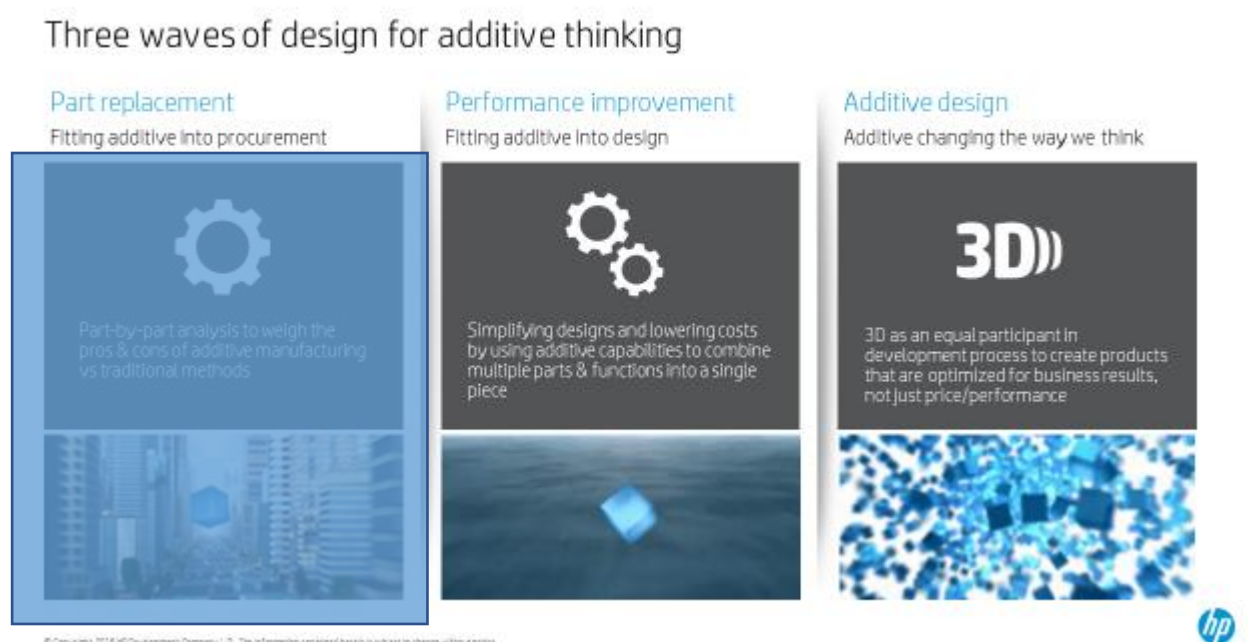 Three waves of design for additive thinking
Part replacement
Fitting additive into procurement
Part-by-part analysis to weigh the
pros & cons of additive manufacturing
vs traditional methods
Performance improvement
Fitting additive into design
Simplifying designs and lowering costs
by using additive capabilities to combine
multiple parts & functions into a single
piece
Additive design
Additive changing the way we think
3D
3D as an equal participant in
development process to create products
that are optimized for business results,
not just price/performance
hp